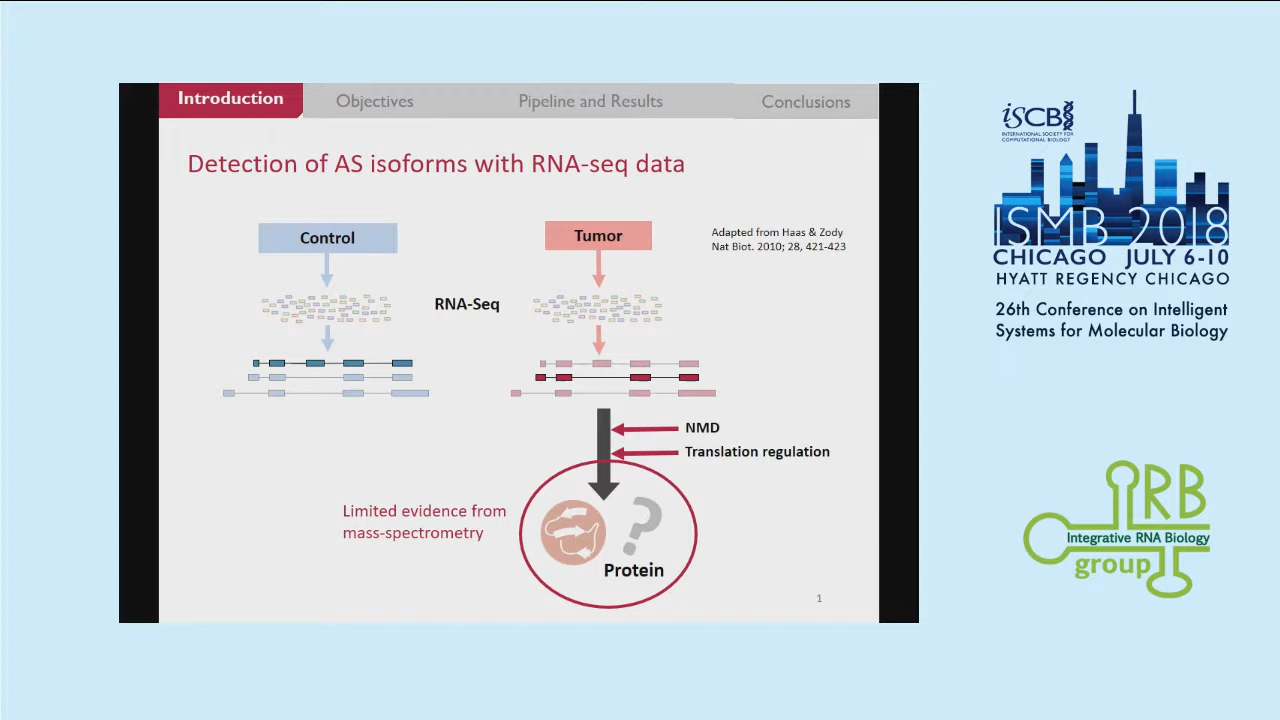 Introduction
Objectives
Pipeline and Results
Conclusions
Detection of AS isoforms with RNA-seq data
Control
Tumor
Adapted from Haas & Zody
Nat Biot. 2010; 28, 421-423
RNA-Seq
NMD
Translation regulation
Limited evidence from
mass-spectrometry
?
Protein
1
iSCB
INTERNATIONAL SOCIETY FOR
COMPUTATIONAL BIOLOGY
ISMB 2018
CHICAGO JULY 6-10
HYATT REGENCY CHICAGO
26th Conference on Intelligent
Systems for Molecular Biology
IRB
Integrative RNA Biology
group